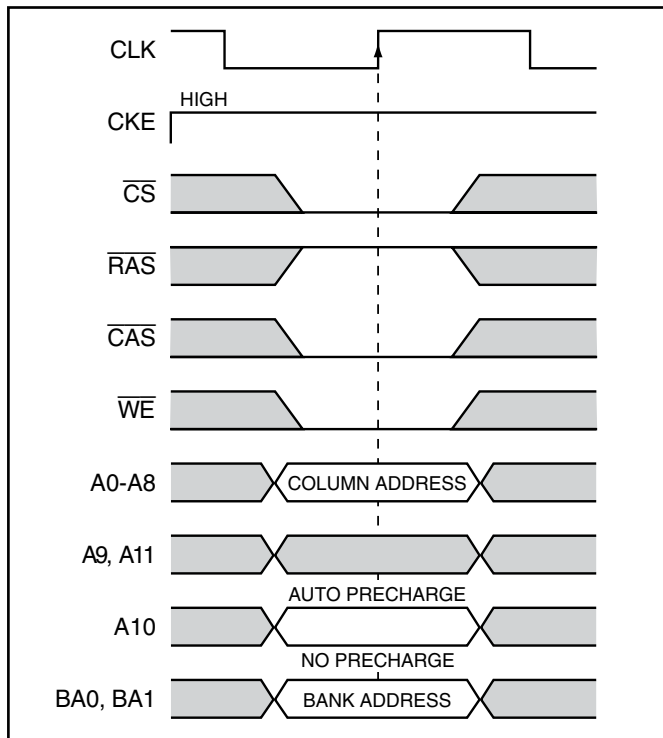 CLK
HIGH
CKE
CS
RAS
CAS
WE
A0-A8 COLUMN ADDRESS
A9, A11
AUTO PRECHARGE
A10
NO PRECHARGE
BA0, BA1 BANK ADDRESS